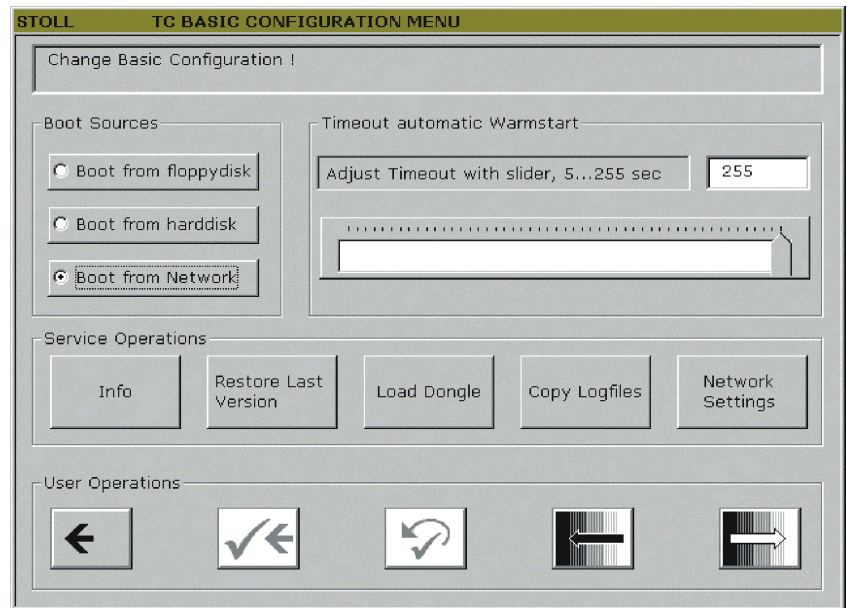 STOLL TC BASIC CONFIGURATION MENU
Change Basic Configuration !
Boot Sources
Boot from floppydisk
Boot from harddisk
Boot from Network
Timeout automatic Warmstart
Adjust Timeout with slider, 5...255 sec
255
Service Operations
Info
Restore Last
Version
Load Dongle
Copy Logfiles
Network
Settings
User Operations